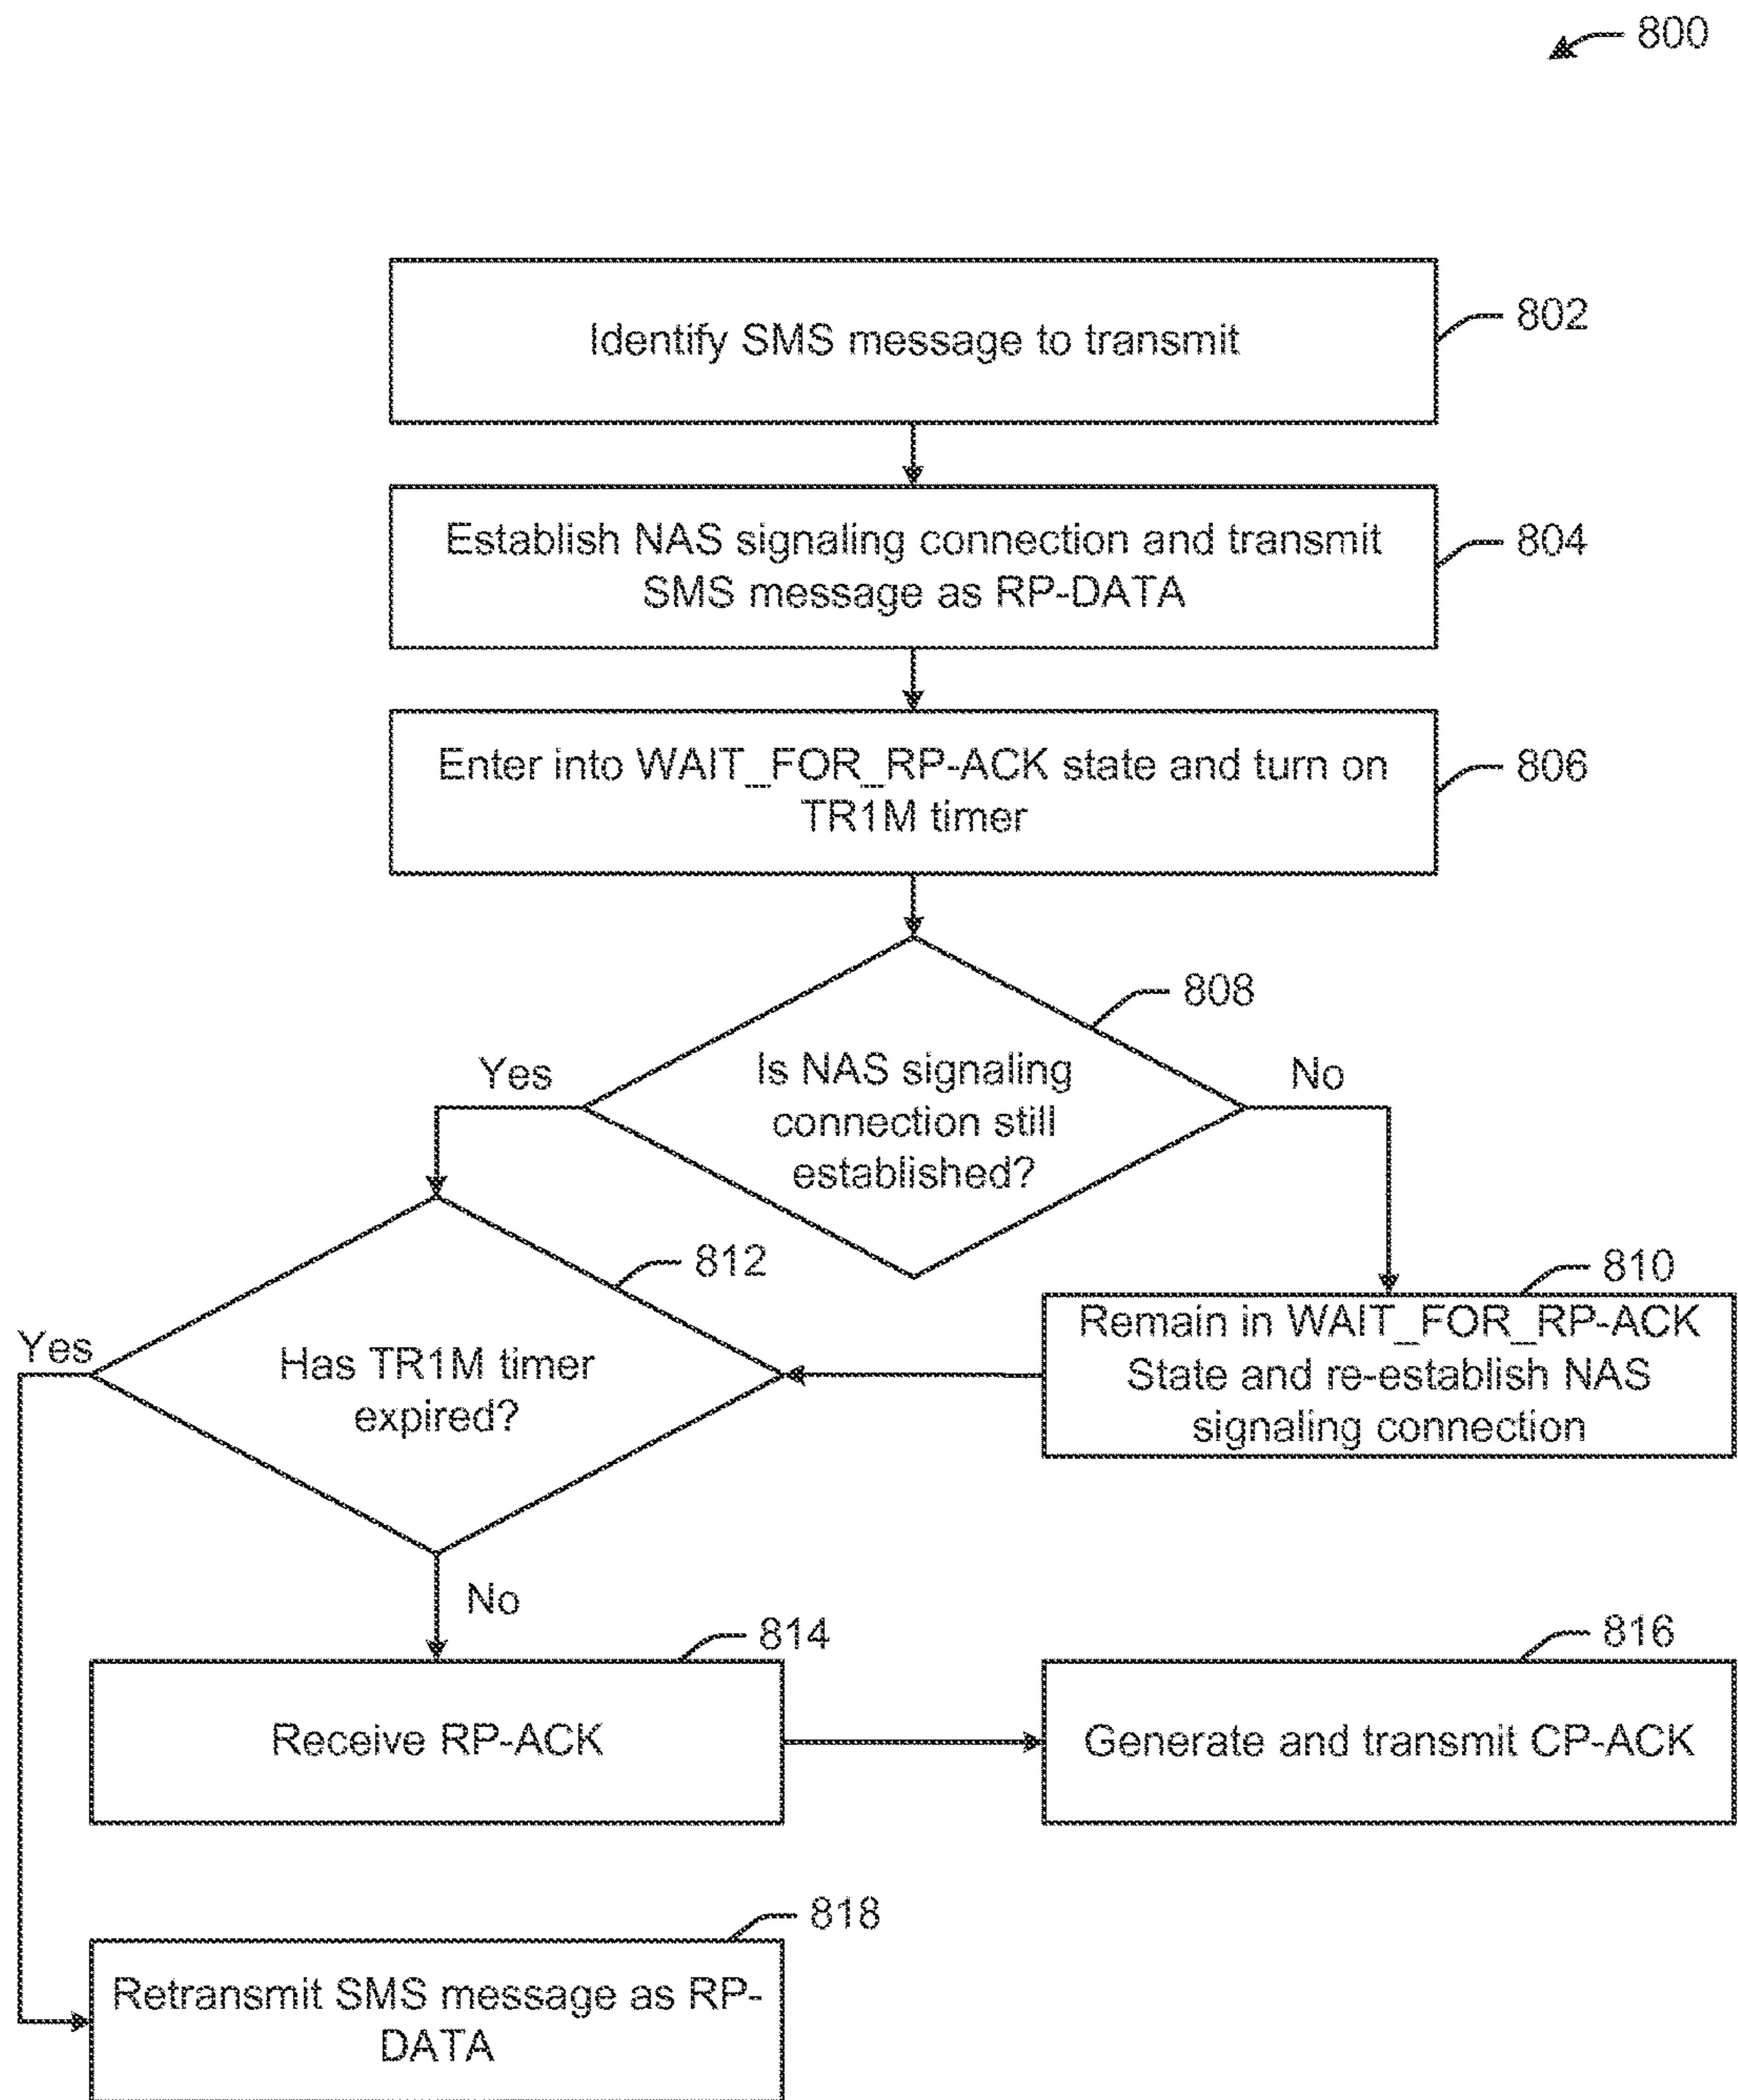 800
Identify SMS message to transmit
802
Establish NAS signaling connection and transmit
SMS message as RP-DATA
804
Enter into WAIT_FOR_RP-ACK state and turn on
TR1M timer
806
808
Yes
Is NAS signaling
connection still
established?
No
812
810
Yes
Has TR1M timer
expired?
Remain in WAIT_FOR_RP-ACK
State and re-establish NAS
signaling connection
No
814
816
Receive RP-ACK
Generate and transmit CP-ACK
818
Retransmit SMS message as RP-
DATA